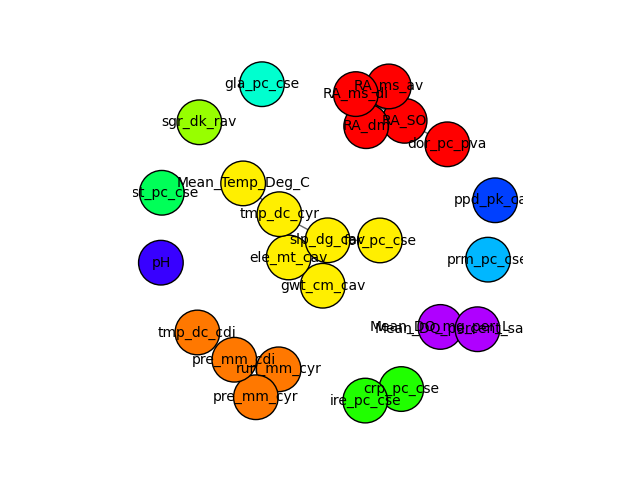 gla_pc_cse
RA_ms_av
RA_ms_di
sgr_dk_rav
RA_dm
RA_SO
dor_pc_pva
Mean_Temp_Deg_C
st_pc_cse
ppd_pk_ca
tmp_dc_cyr
slp_dg_cav
for_pc_cse
ele_mt_cav
prm_pc_cse
pH
gwt_cm_cav
Mean_DO_mg_per_L
Mean_DO_percent_sa
tmp_dc_cdi
pre_mm_cdi
run_mm_cyr
pre_mm_cyr
crp_pc_cse
ire_pc_cse